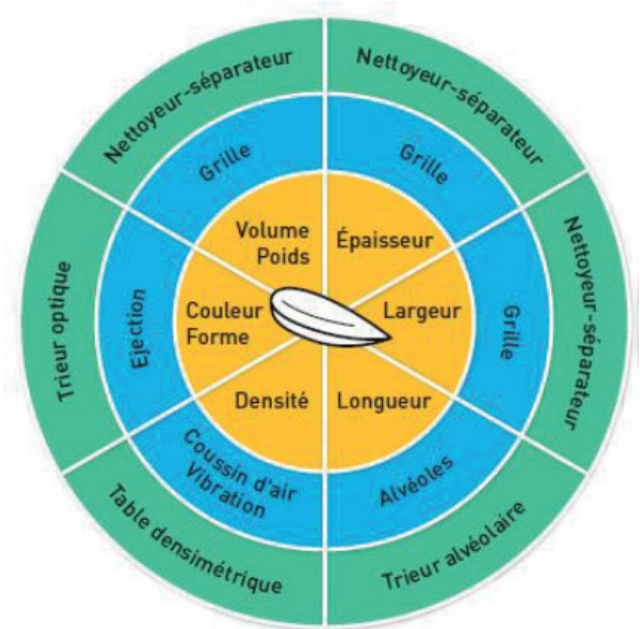 Nettoyeur-séparateur
Nettoyeur-séparateur
Grille
Grille
Volume
Poids
Épaisseur
Trieur optique
Ejection
Couleur
Forme
Largeur
Grille
Nettoyeur-séparateur
Densité
Longueur
Coussin d'air
Vibration
Alvéoles
Table densimétrique
Trieur alvéolaire